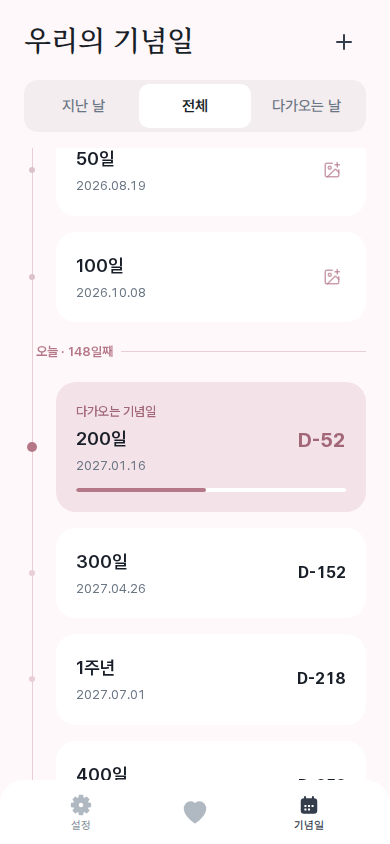 우리의 기념일
지난 날
전체
다가오는 날
50일
2026.08.19
100일
2026.10.08
오늘 · 148일째
다가오는 기념일
200일
D-52
2027.01.16
300일
D-152
2027.04.26
1주년
D-218
2027.07.01
400일
설정
기념일